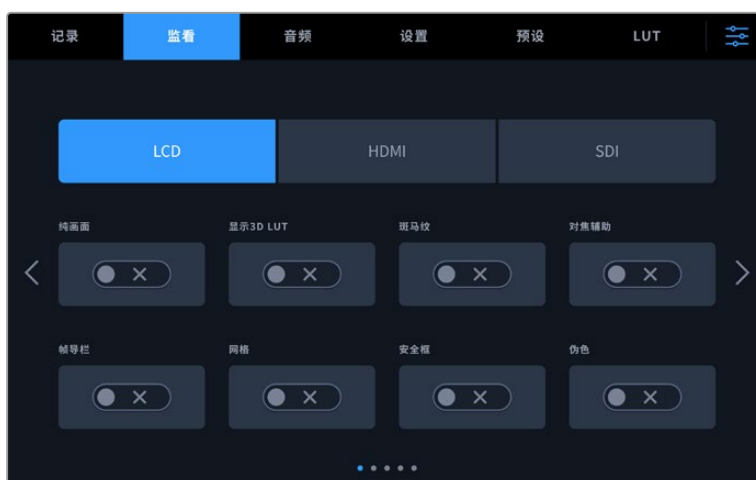 记录 监看 音频 设置 预设 LUT
LCD HDMI SDI
纯画面 显示3D LUT 斑马纹 对焦辅助
帧导栏 网格 安全框 伪色